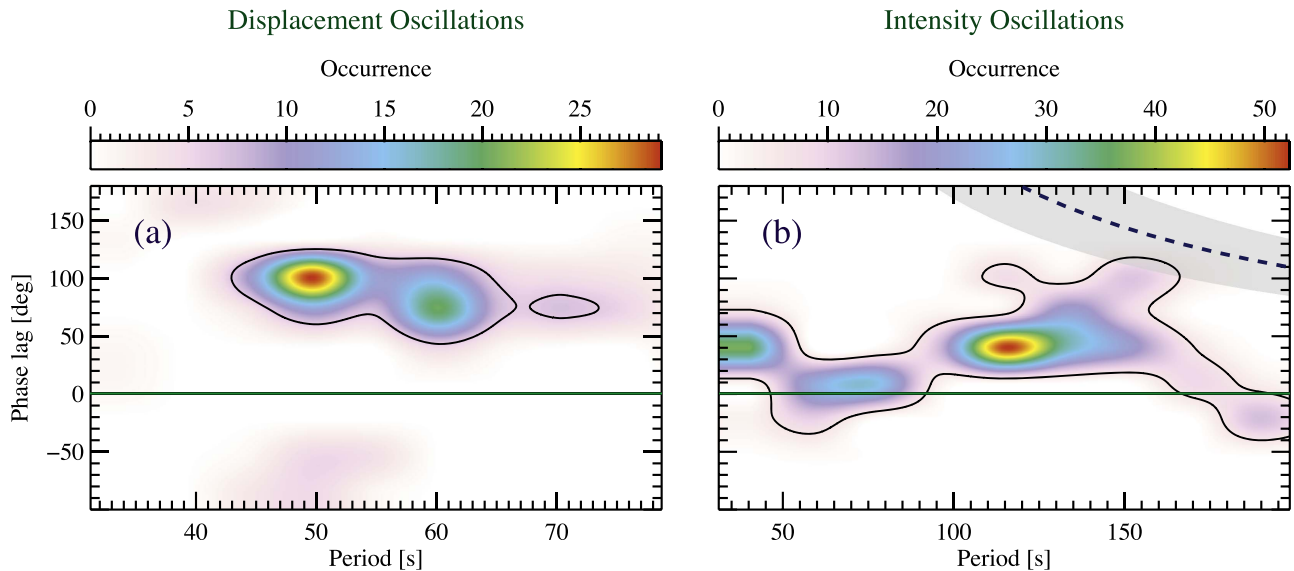 Displacement Oscillations
Intensity Oscillations
Occurrence
Occurrence
0 5 10 15 20 25
0 10 20 30 40 50
(a)
(b)
150
100
50
0
−50
Phase lag [deg]
40 50 60 70
50 100 150
Period [s]
Period [s]